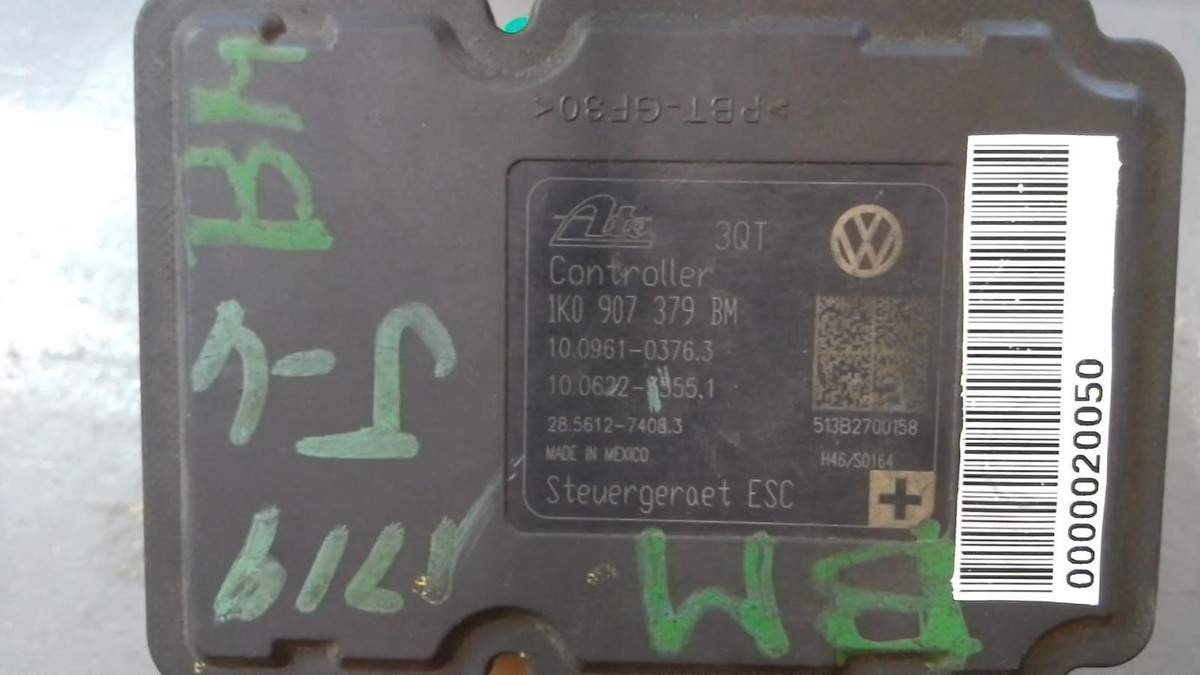 >PBT-GF30<
Ate
3QT
Controller
1K0 907 379 BM
10.0961-0376.3
28.5612-7408.3
513B2700158
MADE IN MEXICO
H46/S0164
Steuergeraet ESC
0000020050
BM
BM